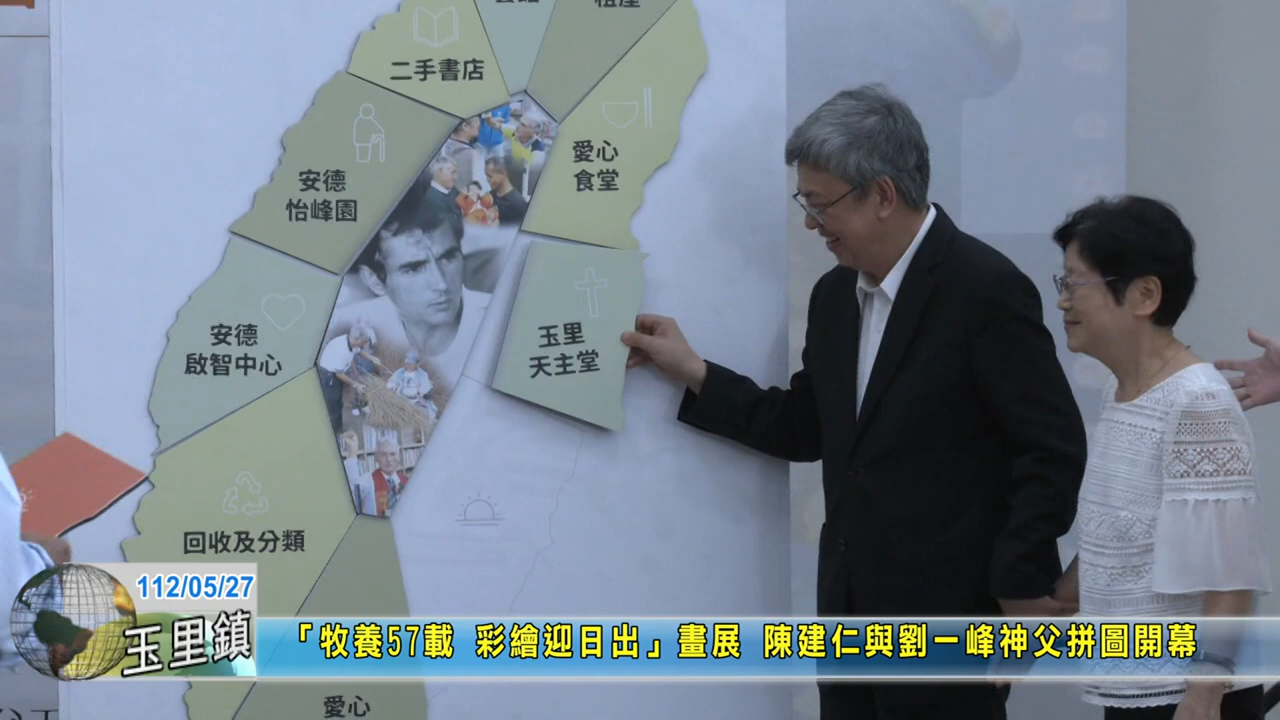 二手書店
愛心
食堂
安德
怡峰園
玉里
天主堂
安德
啟智中心
回收及分類
112/05/27
玉里鎮
「牧養57載 彩繪迎日出」畫展 陳建仁與劉一峰神父拼圖開幕
愛心